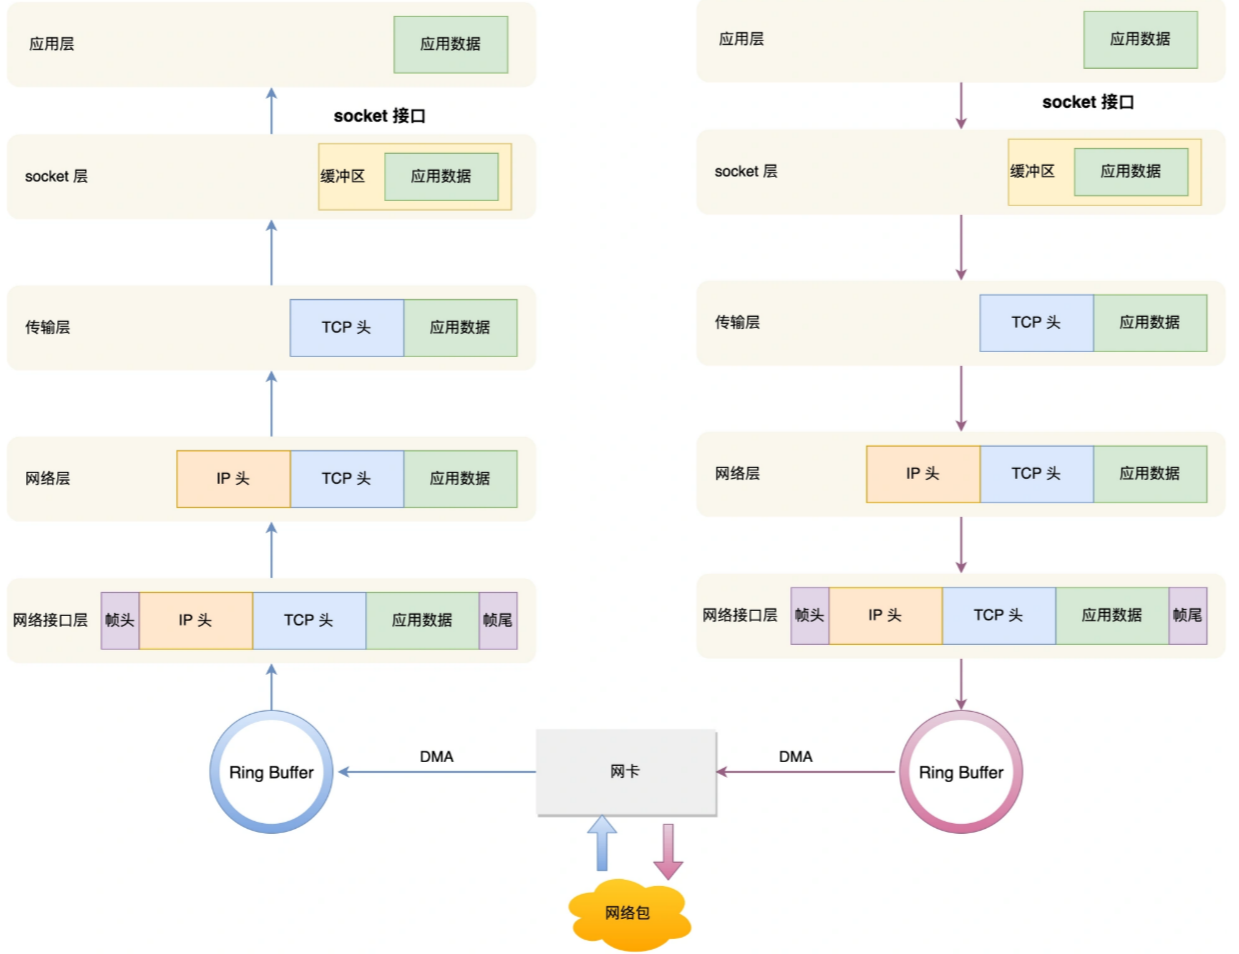 应用层
应用数据
socket 接口
socket 层
缓冲区
应用数据
传输层
TCP 头
应用数据
网络层
IP 头
TCP 头
应用数据
网络接口层
帧头
IP 头
TCP 头
应用数据
帧尾
Ring Buffer
DMA
网卡
网络包
应用层
应用数据
socket 接口
socket 层
缓冲区
应用数据
传输层
TCP 头
应用数据
网络层
IP 头
TCP 头
应用数据
网络接口层
帧头
IP 头
TCP 头
应用数据
帧尾
DMA
Ring Buffer